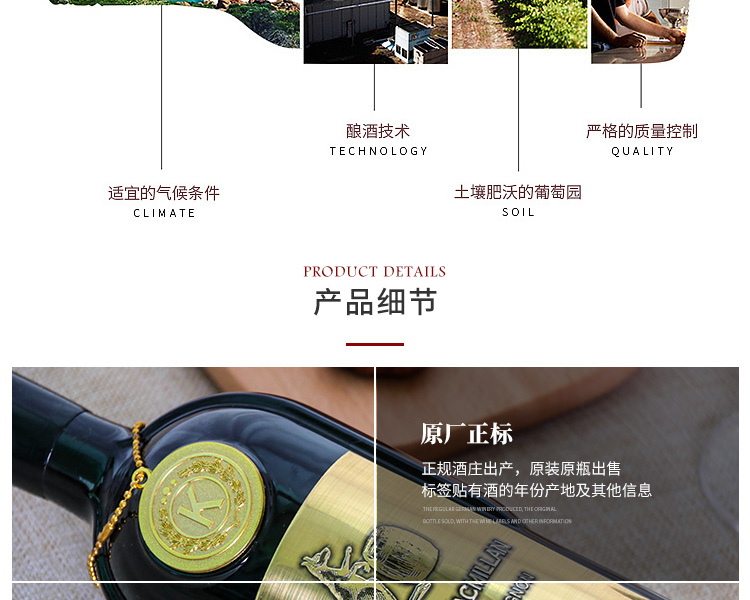 酿酒技术
TECHNOLOGY
严格的质量控制
QUALITY
适宜的气候条件
CLIMATE
土壤肥沃的葡萄园
SOIL
PRODUCT DETAILS
产品细节
原厂正标
正规酒庄出产，原装原瓶出售
标签贴有酒的年份产地及其他信息
THE REGULAR GERMAN WINERY PRODUCED, THE ORIGINAL
BOTTLE SOLD, WITH THE WINE LABELS AND OTHER INFORMATION
K